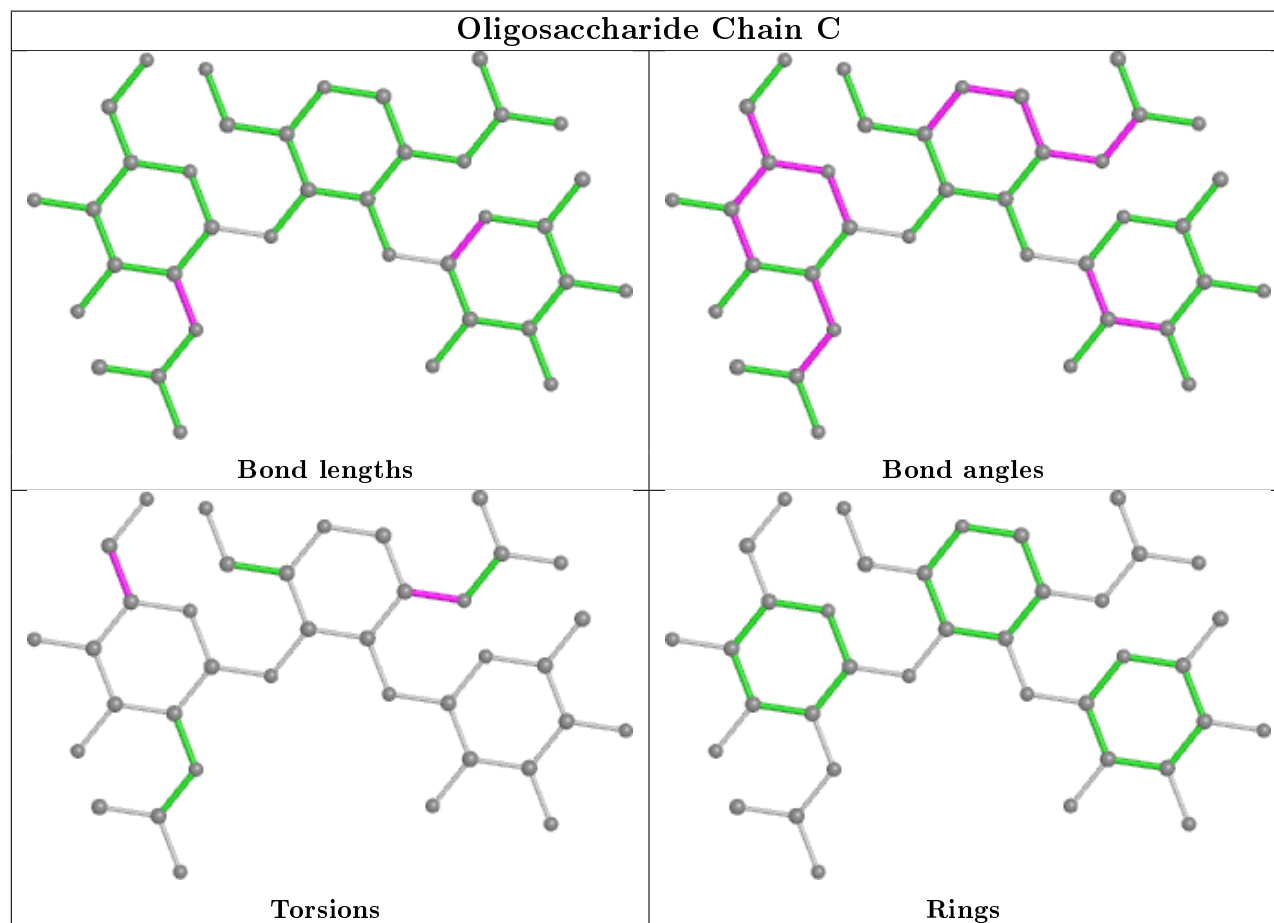 Oligosaccharide Chain C
Bond lengths
Bond angles
Torsions
Rings